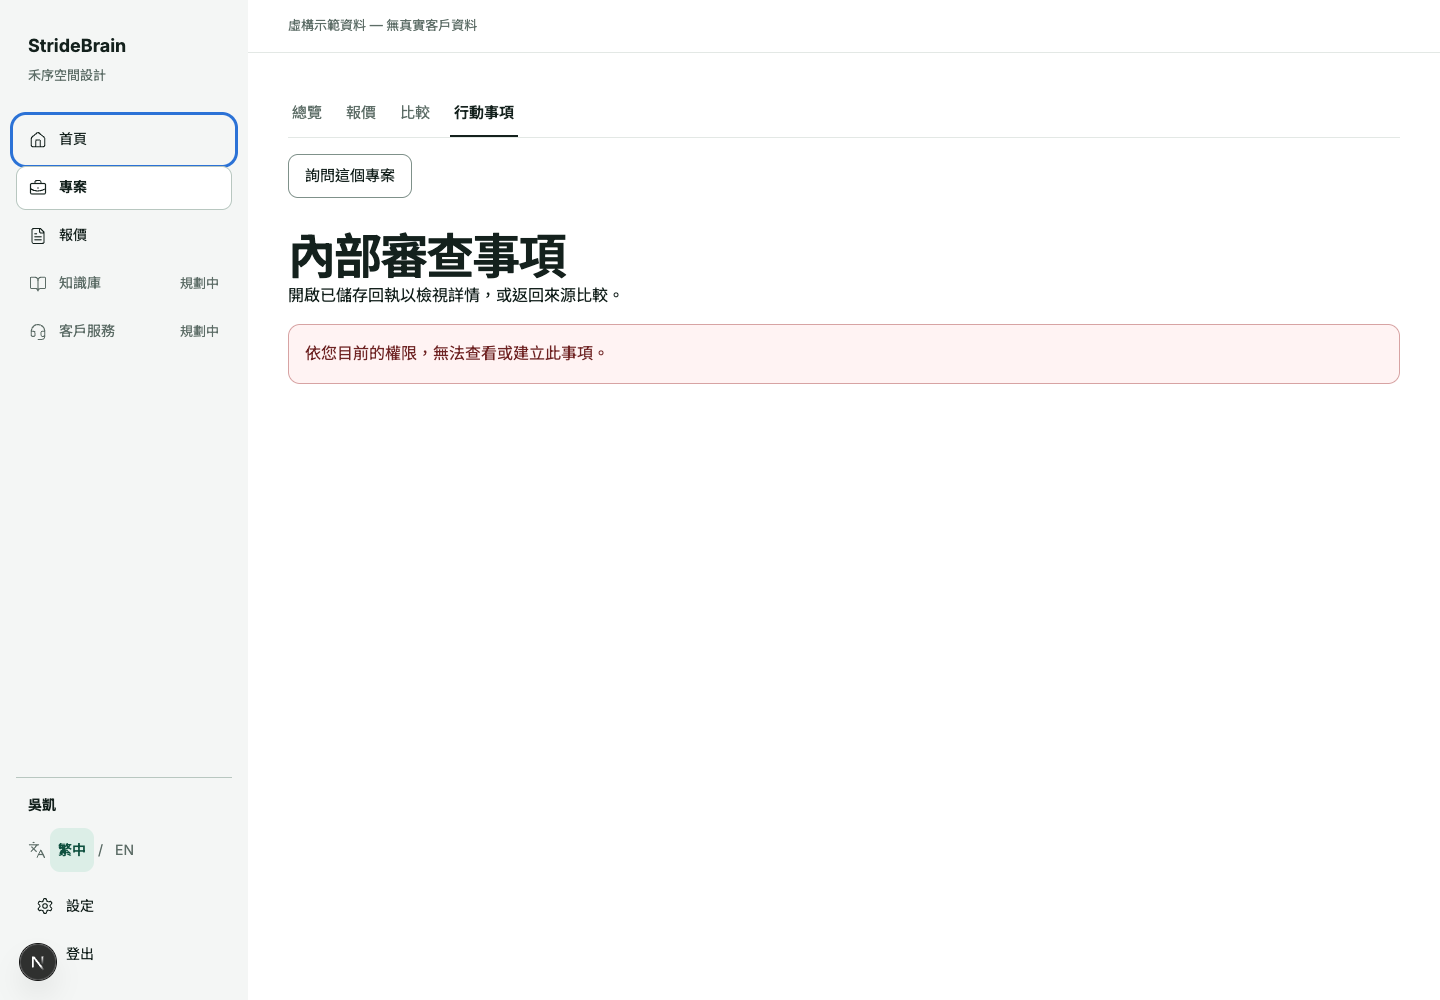 StrideBrain
禾序空間設計
首頁
專案
報價
知識庫 規劃中
客戶服務 規劃中
吳凱
繁中 / EN
設定
登出
N
虛構示範資料 — 無真實客戶資料
總覽 報價 比較 行動事項
詢問這個專案
內部審查事項
開啟已儲存回執以檢視詳情，或返回來源比較。
依您目前的權限，無法查看或建立此事項。